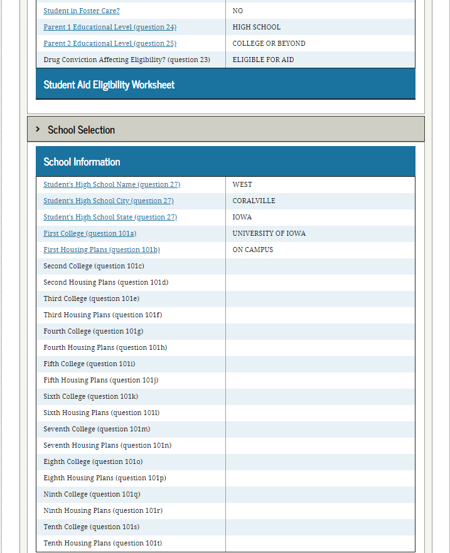 Student in Foster Care? NO
Parent 1 Educational Level (question 24) HIGH SCHOOL
Parent 2 Educational Level (question 25) COLLEGE OR BEYOND
Drug Conviction Affecting Eligibility? (question 23) ELIGIBLE FOR AID
Student Aid Eligibility Worksheet
› School Selection
School Information
Student's High School Name (question 27) WEST
Student's High School City (question 27) CORALVILLE
Student's High School State (question 27) IOWA
First College (question 101a) UNIVERSITY OF IOWA
First Housing Plans (question 101b) ON CAMPUS
Second College (question 101c)
Second Housing Plans (question 101d)
Third College (question 101e)
Third Housing Plans (question 101f)
Fourth College (question 101g)
Fourth Housing Plans (question 101h)
Fifth College (question 101i)
Fifth Housing Plans (question 101j)
Sixth College (question 101k)
Sixth Housing Plans (question 101l)
Seventh College (question 101m)
Seventh Housing Plans (question 101n)
Eighth College (question 101o)
Eighth Housing Plans (question 101p)
Ninth College (question 101q)
Ninth Housing Plans (question 101r)
Tenth College (question 101s)
Tenth Housing Plans (question 101t)